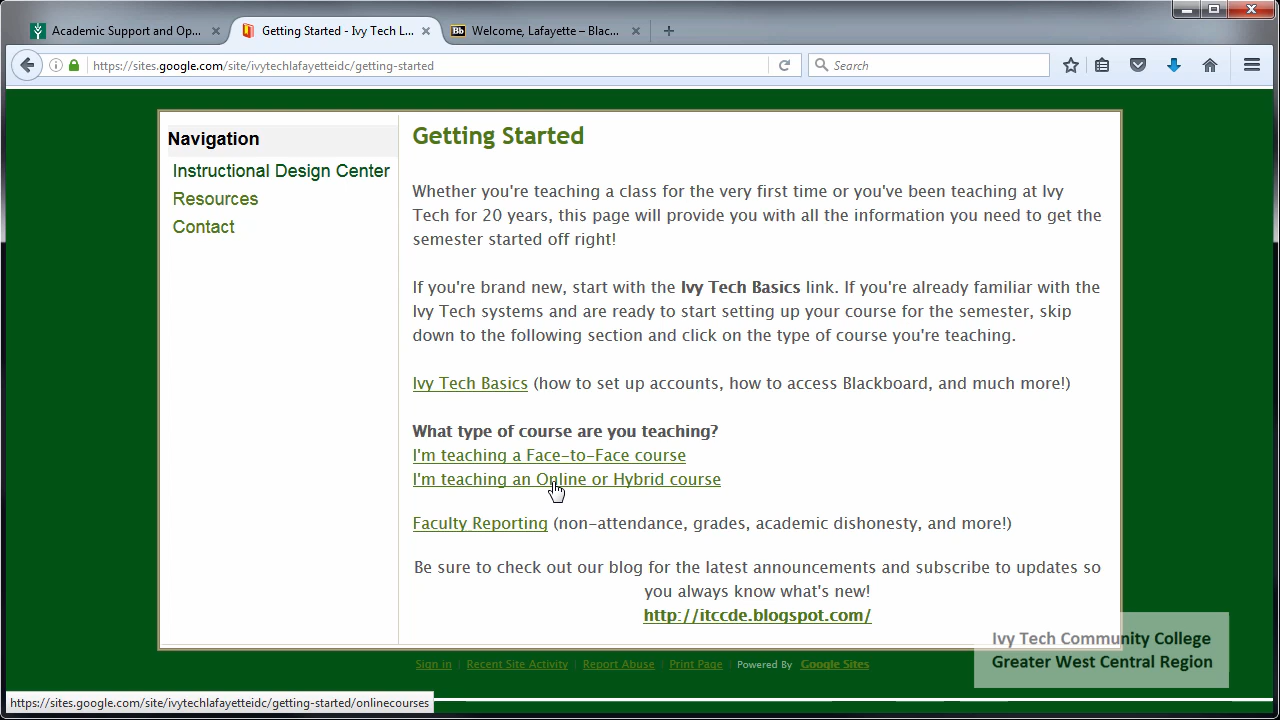 Academic Support and Op...
Getting Started - Ivy Tech L...
Bb
Welcome, Lafayette – Blac...
https://sites.google.com/site/ivytechlafayetteidc/getting-started
Search
Navigation
Instructional Design Center
Resources
Contact
Getting Started
Whether you're teaching a class for the very first time or you've been teaching at Ivy
Tech for 20 years, this page will provide you with all the information you need to get the
semester started off right!
If you're brand new, start with the Ivy Tech Basics link. If you're already familiar with the
Ivy Tech systems and are ready to start setting up your course for the semester, skip
down to the following section and click on the type of course you're teaching.
Ivy Tech Basics (how to set up accounts, how to access Blackboard, and much more!)
What type of course are you teaching?
I'm teaching a Face-to-Face course
I'm teaching an Online or Hybrid course
Faculty Reporting (non-attendance, grades, academic dishonesty, and more!)
Be sure to check out our blog for the latest announcements and subscribe to updates so
you always know what's new!
http://itccde.blogspot.com/
Ivy Tech Community College
Greater West Central Region
Sign in | Recent Site Activity | Report Abuse | Print Page | Powered By Google Sites
https://sites.google.com/site/ivytechlafayetteidc/getting-started/onlinecourses